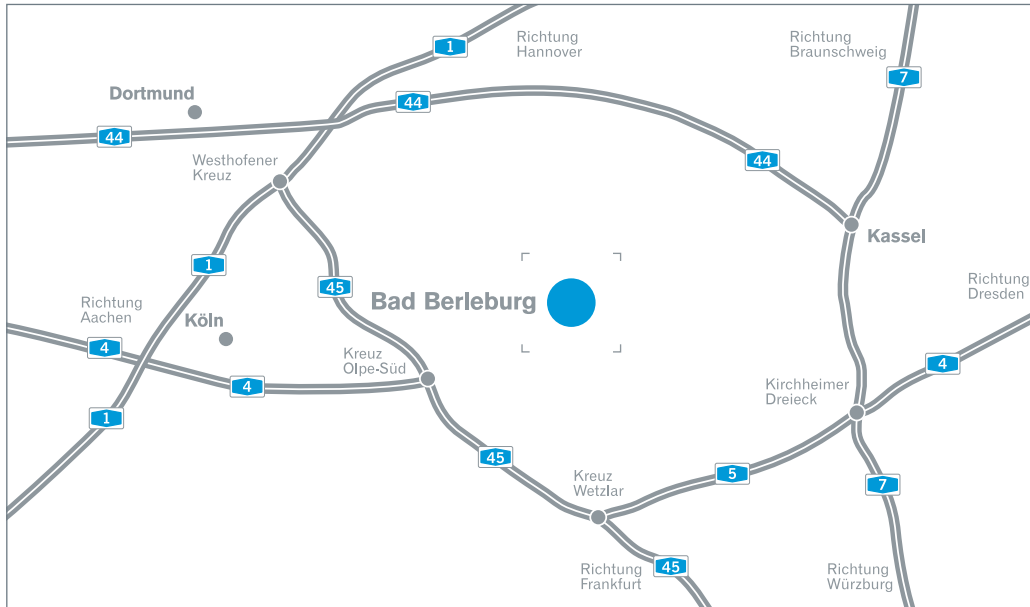 1
Richtung
Hannover
Richtung
Braunschweig
7
Dortmund
44
44
44
Westhofener
Kreuz
Kassel
1
45
Bad Berleburg
Richtung
Dresden
Richtung
Aachen
Köln
4
Kreuz
Olpe-Süd
4
4
Kirchheimer
Dreieck
1
45
5
Kreuz
Wetzlar
7
Richtung
Frankfurt
45
Richtung
Würzburg